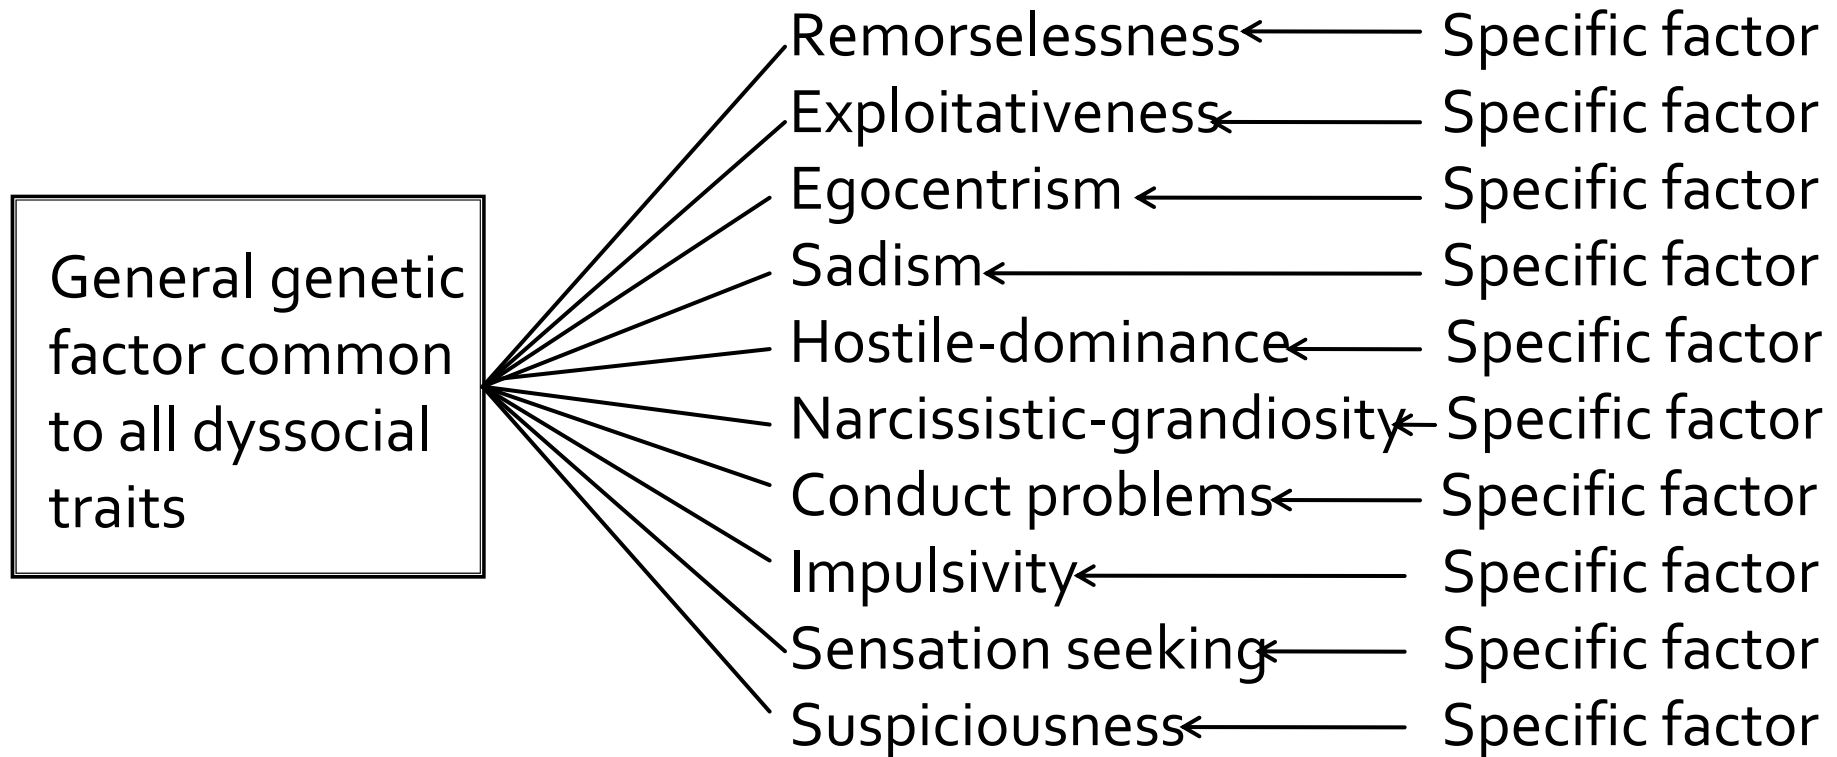 General genetic
factor common
to all dyssocial
traits
Remorselessness Specific factor
Exploitativeness Specific factor
Egocentrism Specific factor
Sadism Specific factor
Hostile-dominance Specific factor
Narcissistic-grandiosity Specific factor
Conduct problems Specific factor
Impulsivity Specific factor
Sensation seeking Specific factor
Suspiciousness Specific factor